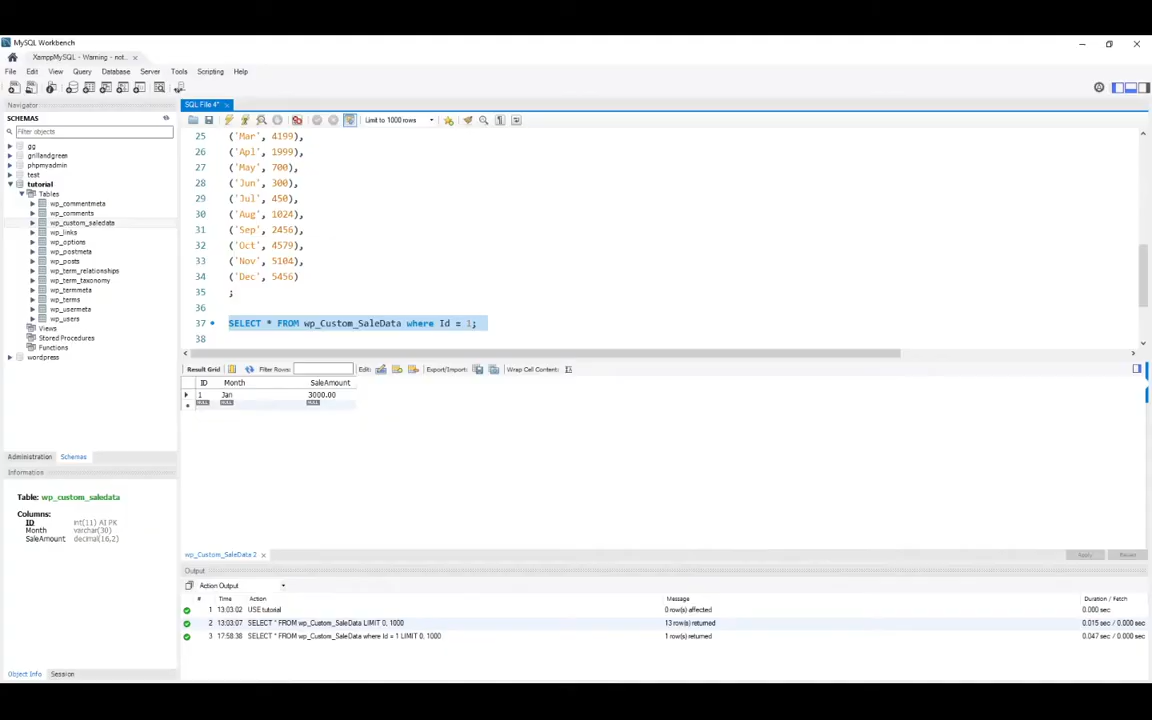 MySQL Workbench
XamppMySQL - Warning - not..
File Edit View Query Database Server Tools Scripting Help
Navigator
SCHEMAS
Filter objects
gg
grillandgreen
phpmyadmin
test
tutorial
Tables
wp_commentmeta
wp_comments
wp_custom_saledata
wp_links
wp_options
wp_postmeta
wp_posts
wp_term_relationships
wp_term_taxonomy
wp_termmeta
wp_terms
wp_usermeta
wp_users
Views
Stored Procedures
Functions
wordpress
Administration Schemas
Information
Table: wp_custom_saledata
Columns:
ID int(11) AI PK
Month varchar(30)
SaleAmount decimal(16,2)
Object Info Session
SQL File 4*
Limit to 1000 rows
25 ('Mar', 4199),
26 ('Apl', 1999),
27 ('May', 700),
28 ('Jun', 300),
29 ('Jul', 450),
30 ('Aug', 1024),
31 ('Sep', 2456),
32 ('Oct', 4579),
33 ('Nov', 5104),
34 ('Dec', 5456)
35 ;
36
37 SELECT * FROM wp_Custom_SaleData where Id = 1;
38
Result Grid Filter Rows: Edit: Export/Import: Wrap Cell Content:
ID Month SaleAmount
1 Jan 3000.00
NULL NULL NULL
wp_Custom_SaleData 2
Apply Revert
Output
Action Output
# Time Action Message Duration / Fetch
1 13:03:02 USE tutorial 0 row(s) affected 0.000 sec
2 13:03:07 SELECT * FROM wp_Custom_SaleData LIMIT 0, 1000 13 row(s) returned 0.015 sec / 0.000 sec
3 17:58:38 SELECT * FROM wp_Custom_SaleData where Id = 1 LIMIT 0, 1000 1 row(s) returned 0.047 sec / 0.000 sec